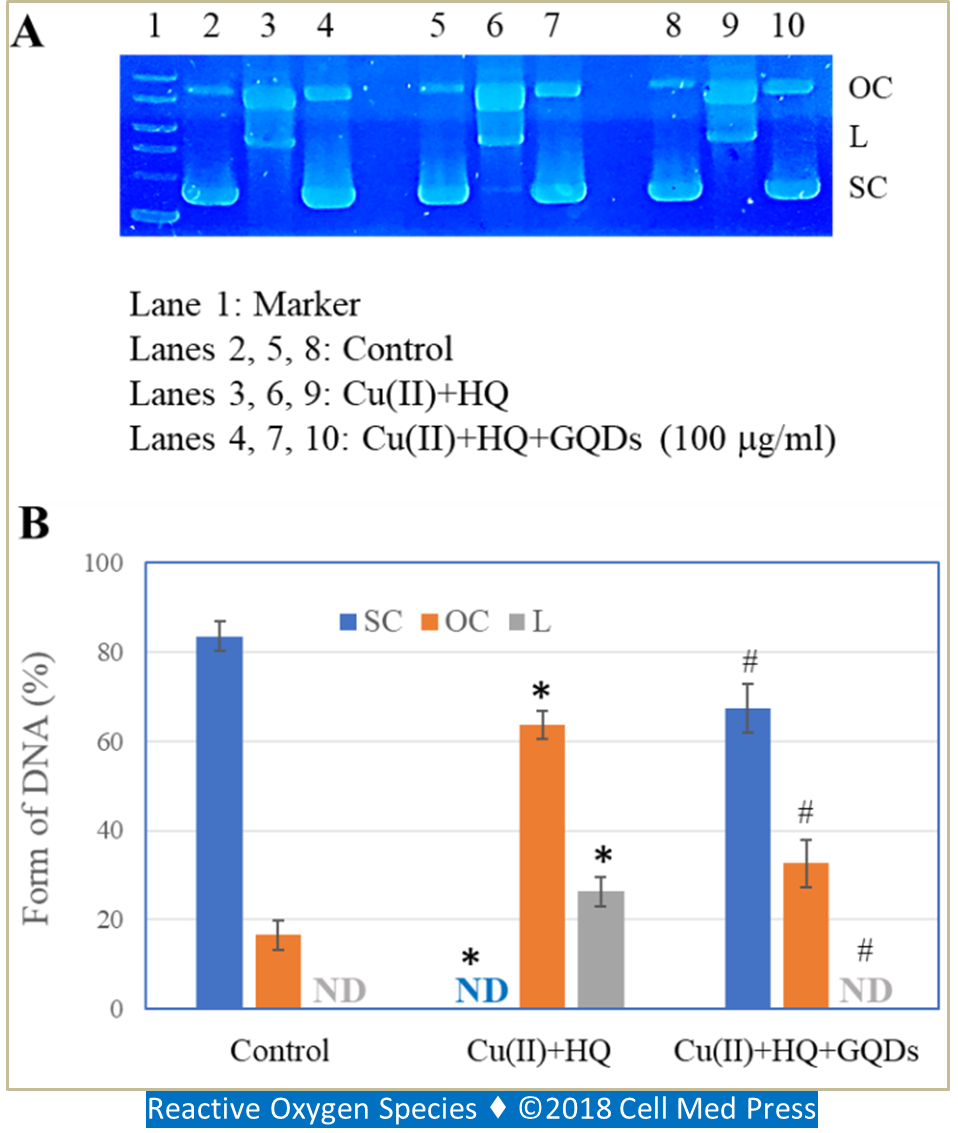 A
1 2 3 4 5 6 7 8 9 10
OC
L
SC
Lane 1: Marker
Lanes 2, 5, 8: Control
Lanes 3, 6, 9: Cu(II)+HQ
Lanes 4, 7, 10: Cu(II)+HQ+GQDs (100 μg/ml)
B
Form of DNA (%)
100
80
60
40
20
0
SC OC L
*
*
*
#
#
#
ND
ND
ND
Control Cu(II)+HQ Cu(II)+HQ+GQDs
Reactive Oxygen Species ♦ ©2018 Cell Med Press